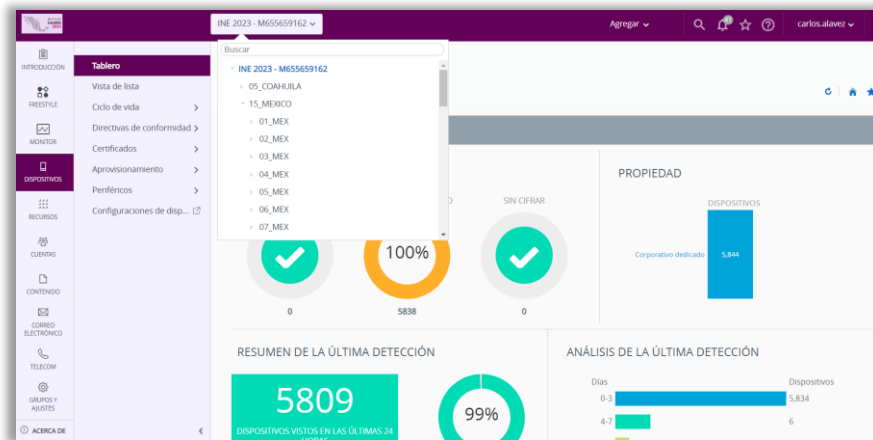 INE 2023 - M655659162
Agregar
carlos.alavez
INTRODUCCIÓN
FREESTYLE
MONITOR
DISPOSITIVOS
RECURSOS
CUENTAS
CONTENIDO
CORREO
ELECTRÓNICO
TELECOM
GRUPOS Y
AJUSTES
ACERCA DE
Tablero
Vista de lista
Ciclo de vida
Directivas de conformidad
Certificados
Aprovisionamiento
Periféricos
Configuraciones de disp...
Buscar
INE 2023 - M655659162
05_COAHUILA
15_MEXICO
01_MEX
02_MEX
03_MEX
04_MEX
05_MEX
06_MEX
07_MEX
SIN CIFRAR
100%
0
5838
0
PROPIEDAD
DISPOSITIVOS
Corporativo dedicado
5,844
RESUMEN DE LA ÚLTIMA DETECCIÓN
5809
DISPOSITIVOS VISTOS EN LAS ÚLTIMAS 24
HORAS
99%
ANÁLISIS DE LA ÚLTIMA DETECCIÓN
Días
Dispositivos
0-3
5,834
4-7
6